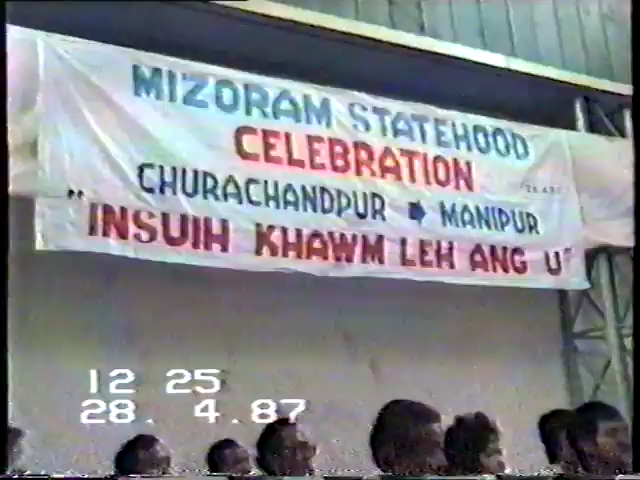 MIZORAM STATEHOOD
CELEBRATION
CHURACHANDPUR ➡ MANIPUR
"INSUIH KHAWM LEH ANG U"
12 25
28. 4.87